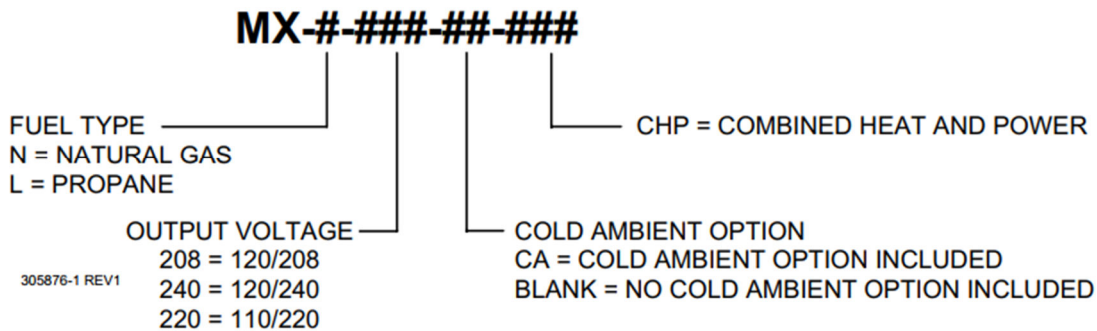 MX-#-###-##-###
FUEL TYPE
N = NATURAL GAS
L = PROPANE
CHP = COMBINED HEAT AND POWER
OUTPUT VOLTAGE
208 = 120/208
240 = 120/240
220 = 110/220
COLD AMBIENT OPTION
CA = COLD AMBIENT OPTION INCLUDED
BLANK = NO COLD AMBIENT OPTION INCLUDED
305876-1 REV1